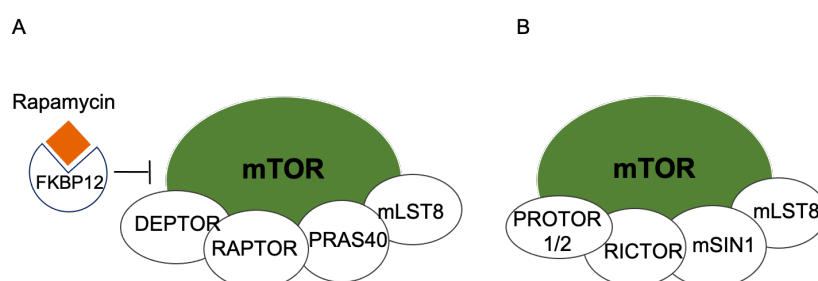 A
B
Rapamycin
FKBP12
mTOR
DEPTOR
RAPTOR
PRAS40
mLST8
mTOR
PROTOR
1/2
RICTOR
mSIN1
mLST8